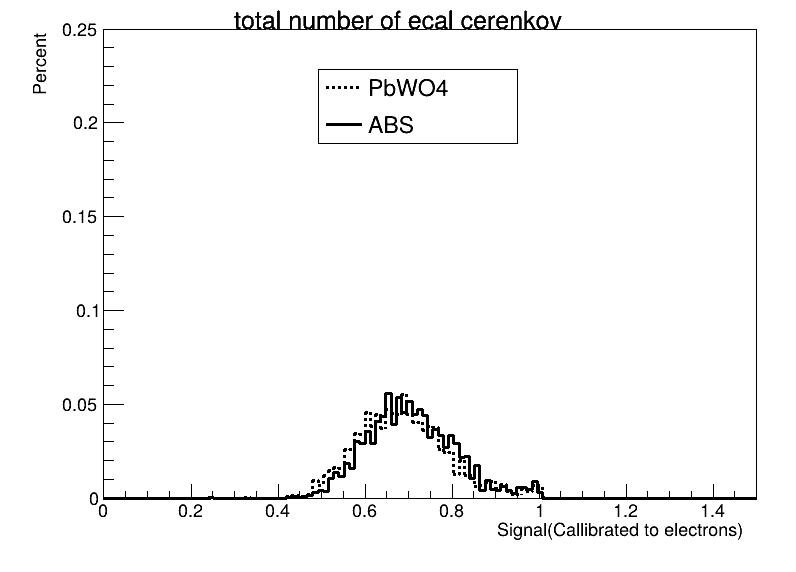 total number of ecal cerenkov
0.25
Percent
PbWO4
0.2
ABS
0.15
0.1
0.05
0
0 0.2 0.4 0.6 0.8 1 1.2 1.4
Signal(Callibrated to electrons)